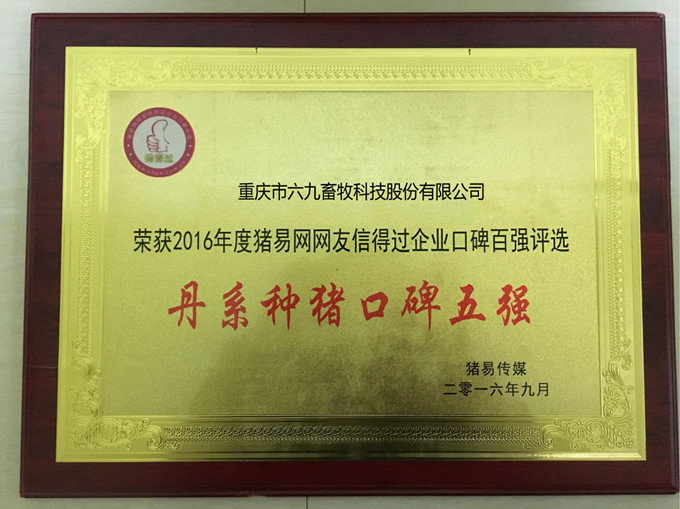 重庆市六九畜牧科技股份有限公司
荣获2016年度猪易网网友信得过企业口碑百强评选
丹系种猪口碑五强
猪易传媒
二零一六年九月